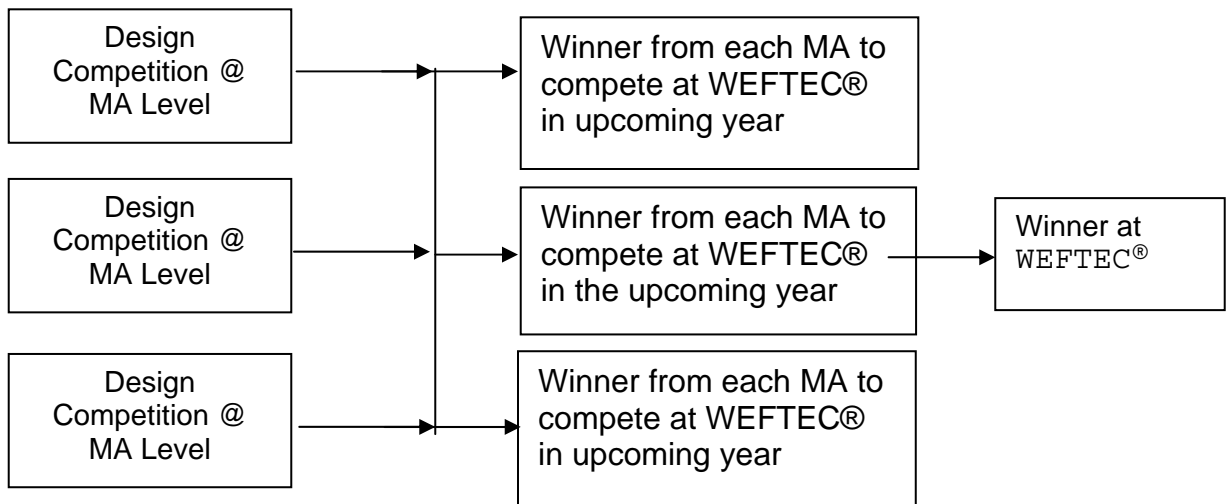 Design
Competition @
MA Level
Winner from each MA to
compete at WEFTEC®
in upcoming year
Design
Competition @
MA Level
Winner from each MA to
compete at WEFTEC®
in the upcoming year
Winner at
WEFTEC®
Design
Competition @
MA Level
Winner from each MA to
compete at WEFTEC®
in upcoming year